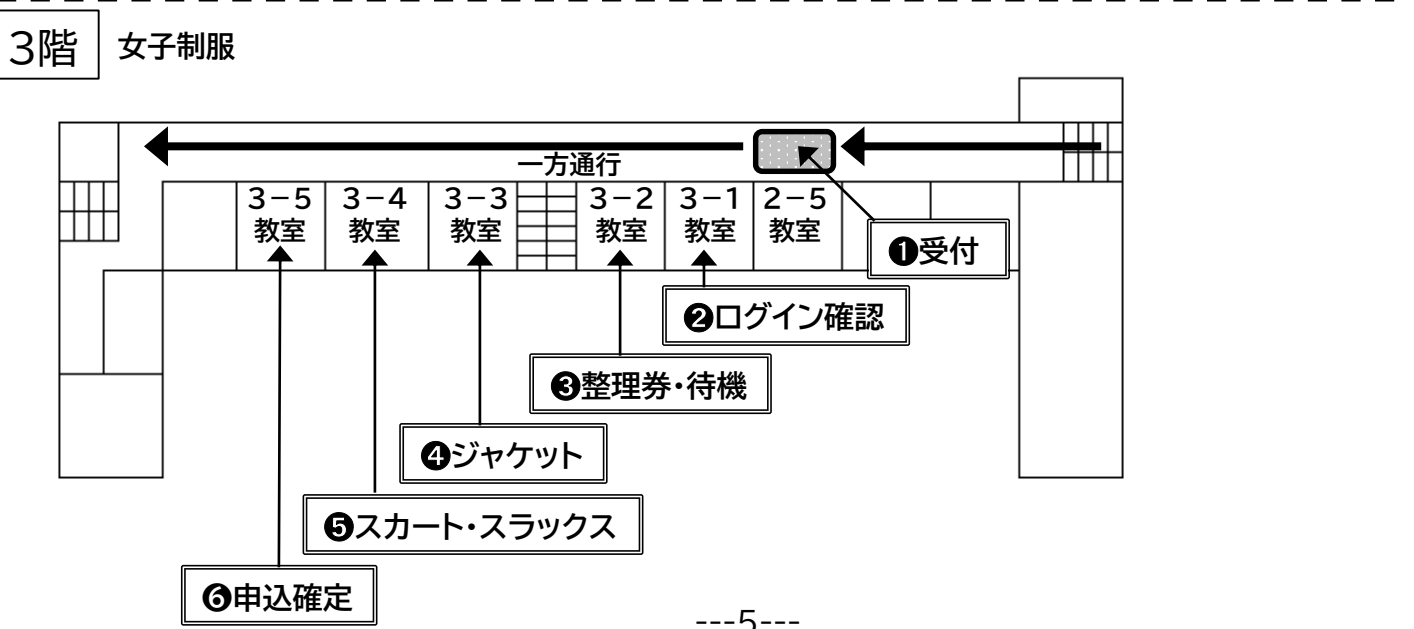 3階 女子制服
一方通行
3-5 3-4 3-3 3-2 3-1 2-5
教室 教室 教室 教室 教室 教室
❶受付
❷ログイン確認
❸整理券・待機
❹ジャケット
❺スカート・スラックス
❻申込確定
---5---